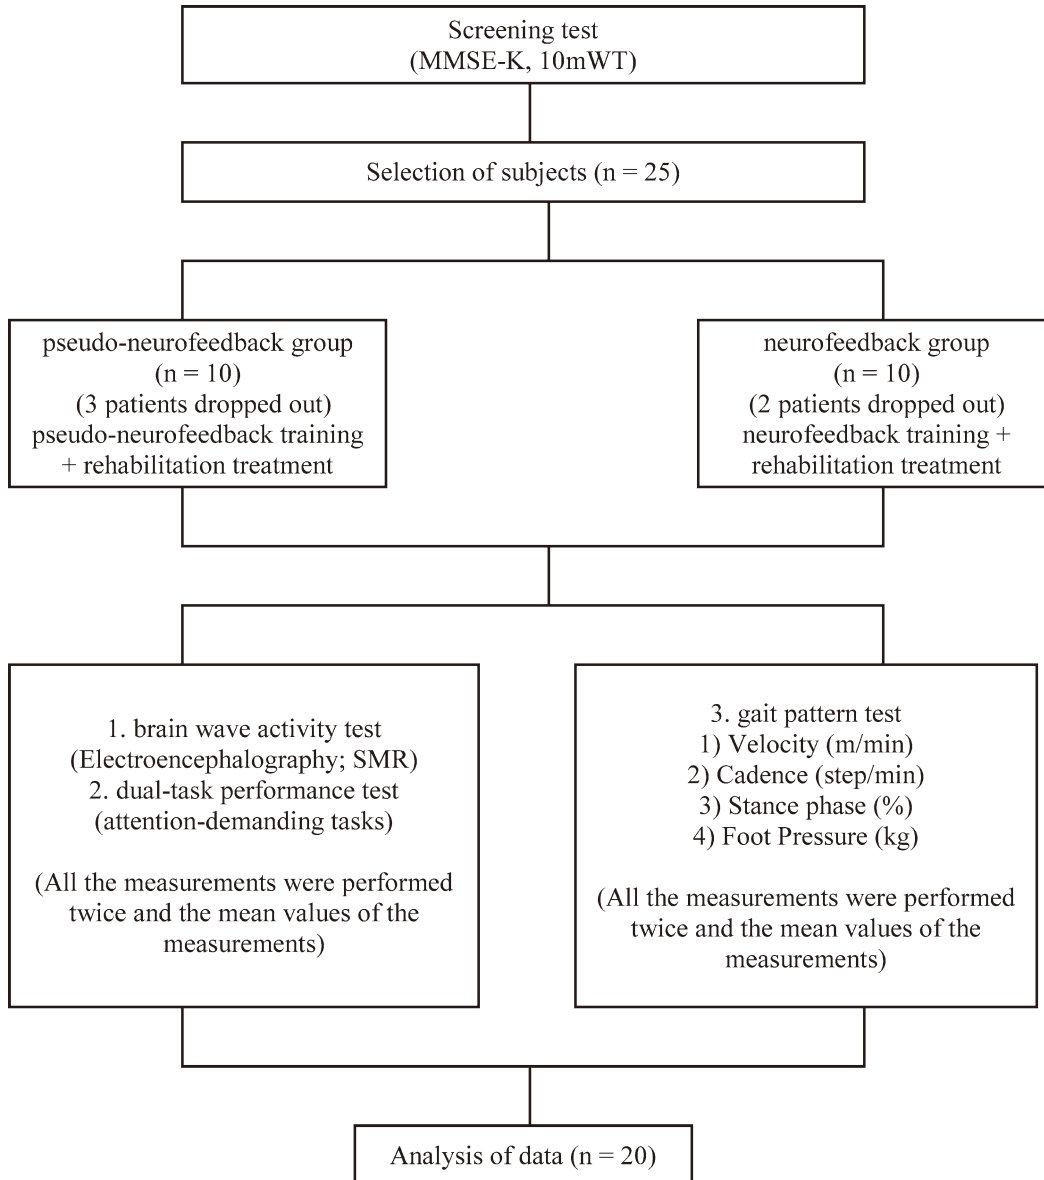 Screening test
(MMSE-K, 10mWT)
Selection of subjects (n = 25)
pseudo-neurofeedback group
(n = 10)
(3 patients dropped out)
pseudo-neurofeedback training
+ rehabilitation treatment
neurofeedback group
(n = 10)
(2 patients dropped out)
neurofeedback training +
rehabilitation treatment
1. brain wave activity test
(Electroencephalography; SMR)
2. dual-task performance test
(attention-demanding tasks)
(All the measurements were performed
twice and the mean values of the
measurements)
3. gait pattern test
1) Velocity (m/min)
2) Cadence (step/min)
3) Stance phase (%)
4) Foot Pressure (kg)
(All the measurements were performed
twice and the mean values of the
measurements)
Analysis of data (n = 20)